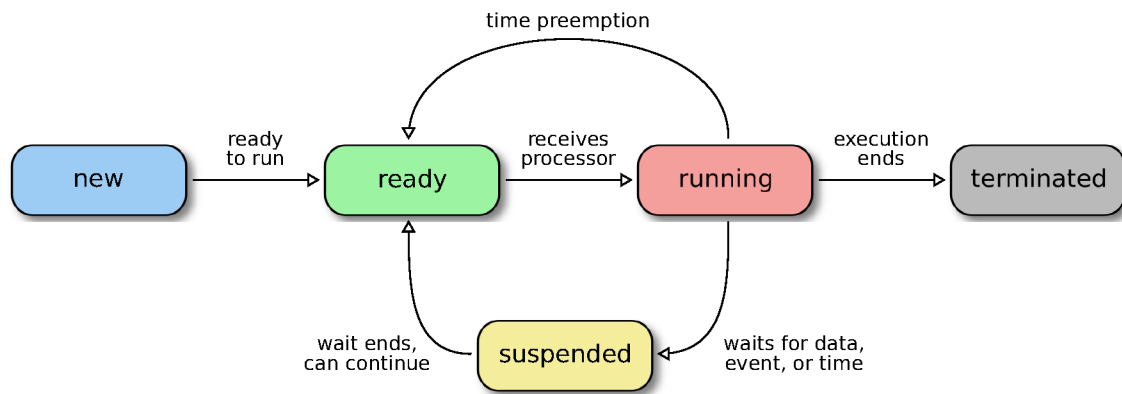 time preemption
ready
to run
receives
processor
execution
ends
new
ready
running
terminated
wait ends,
can continue
suspended
waits for data,
event, or time